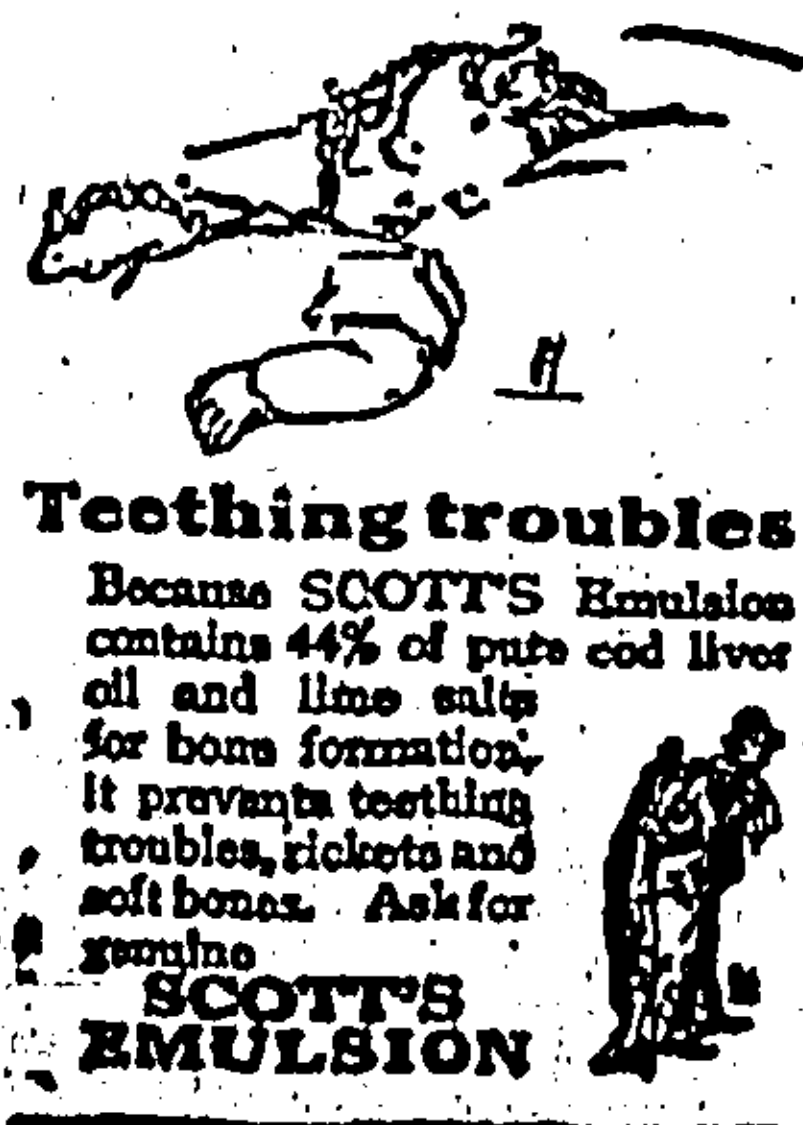 Teething troubles
Because SCOTT'S Emulsion
contains 44% of pure cod liver
oil and lime salts
for bone formation,
it prevents teething
troubles, rickets and
soft bones. Ask for
genuine
SCOTT'S
EMULSION